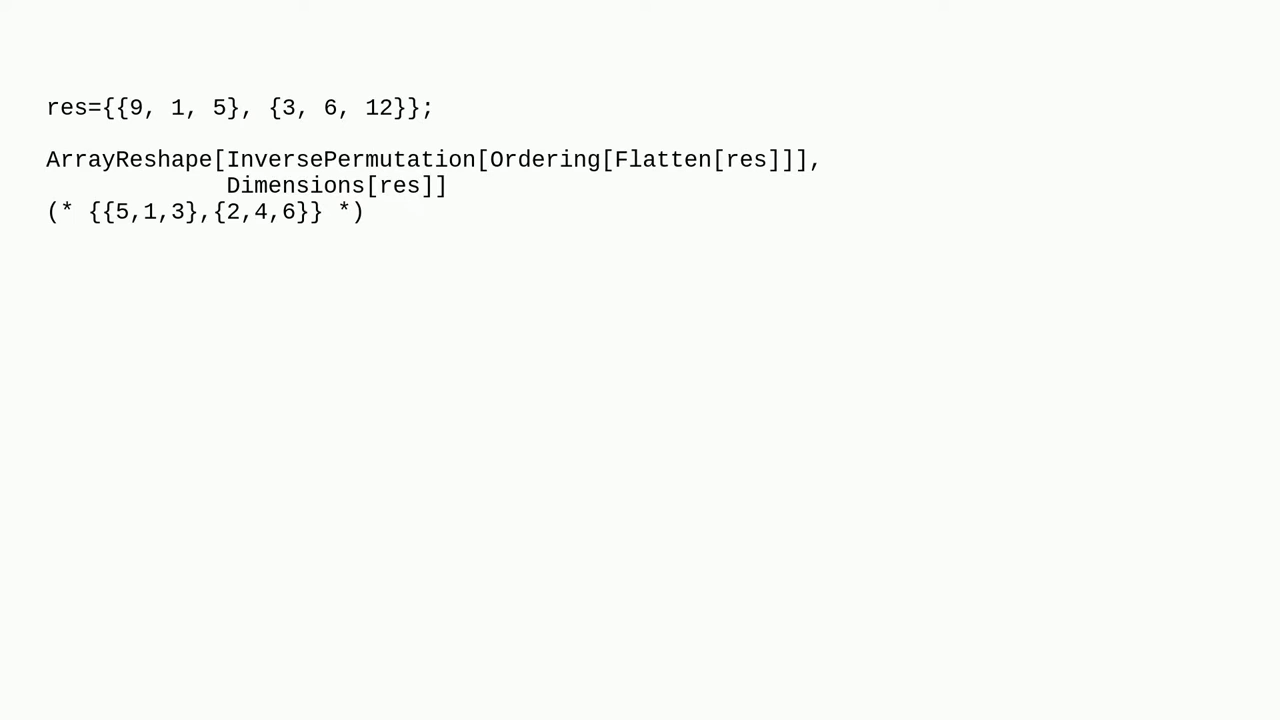 res={{9, 1, 5}, {3, 6, 12}};
ArrayReshape[InversePermutation[Ordering[Flatten[res]]],
Dimensions[res]]
(* {{5,1,3},{2,4,6}} *)